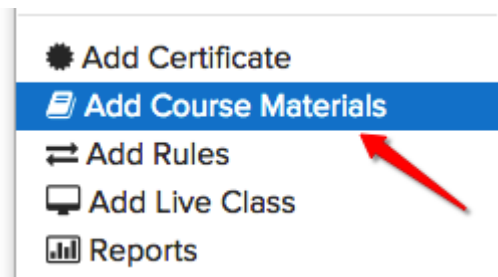 Add Certificate
Add Course Materials
Add Rules
Add Live Class
Reports